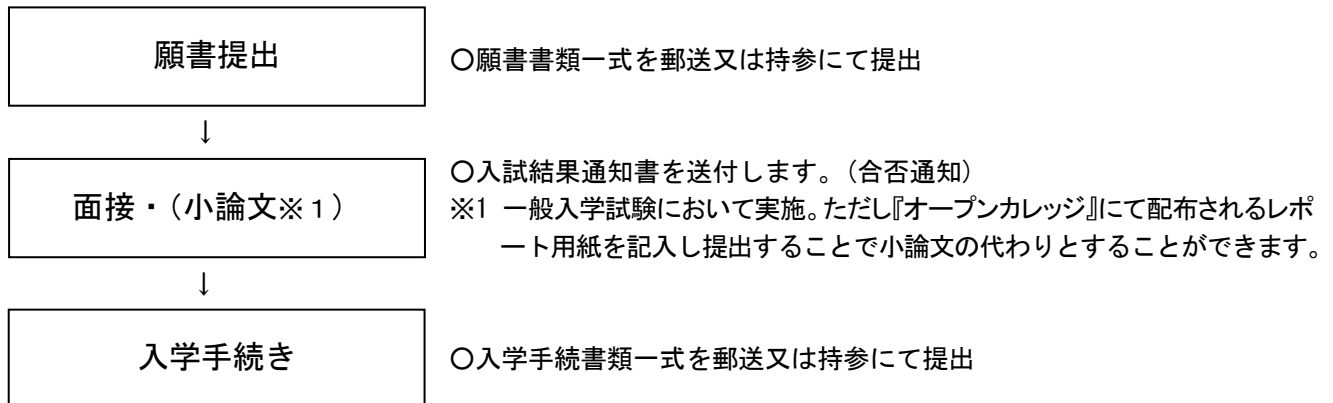 願書提出
〇願書書類一式を郵送又は持参にて提出
↓
面接・(小論文※1)
〇入試結果通知書を送付します。(合否通知)
※1 一般入学試験において実施。ただし『オープンカレッジ』にて配布されるレポ
ート用紙を記入し提出することで小論文の代わりとすることができます。
↓
入学手続き
〇入学手続書類一式を郵送又は持参にて提出